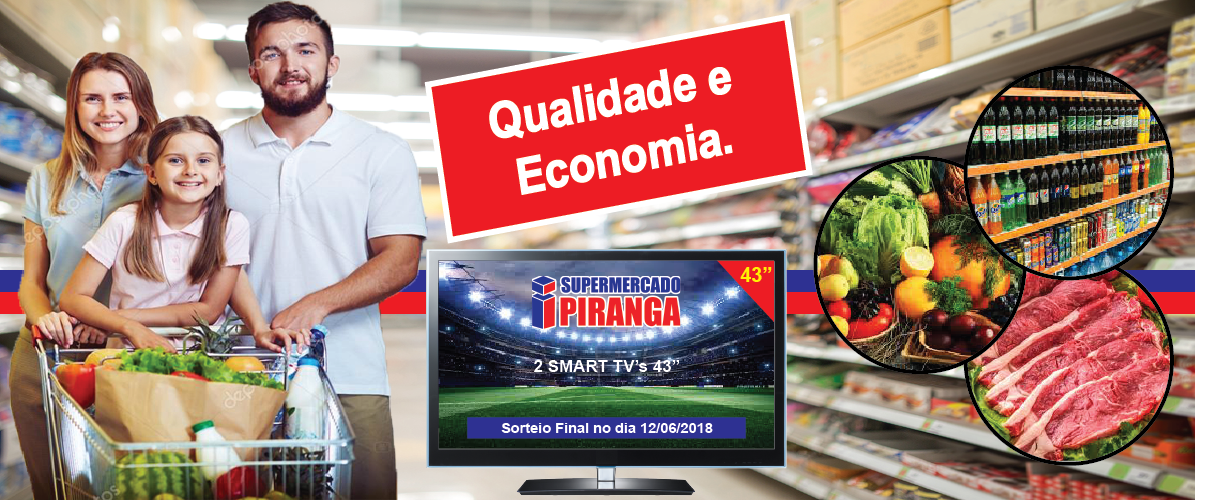 Qualidade e
Economia.
43”
SUPERMERCADO
IPIRANGA
2 SMART TV’s 43”
Sorteio Final no dia 12/06/2018